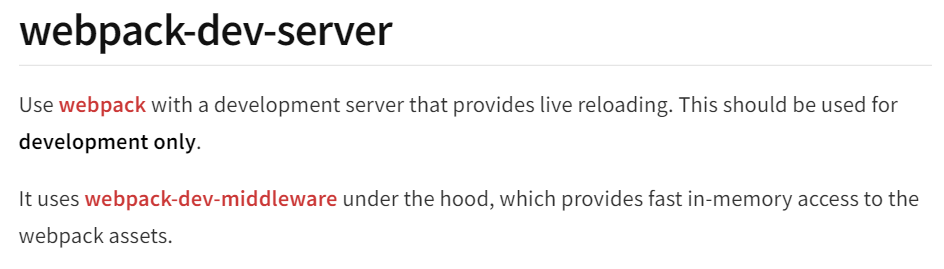 webpack-dev-server
Use webpack with a development server that provides live reloading. This should be used for
development only.
It uses webpack-dev-middleware under the hood, which provides fast in-memory access to the
webpack assets.